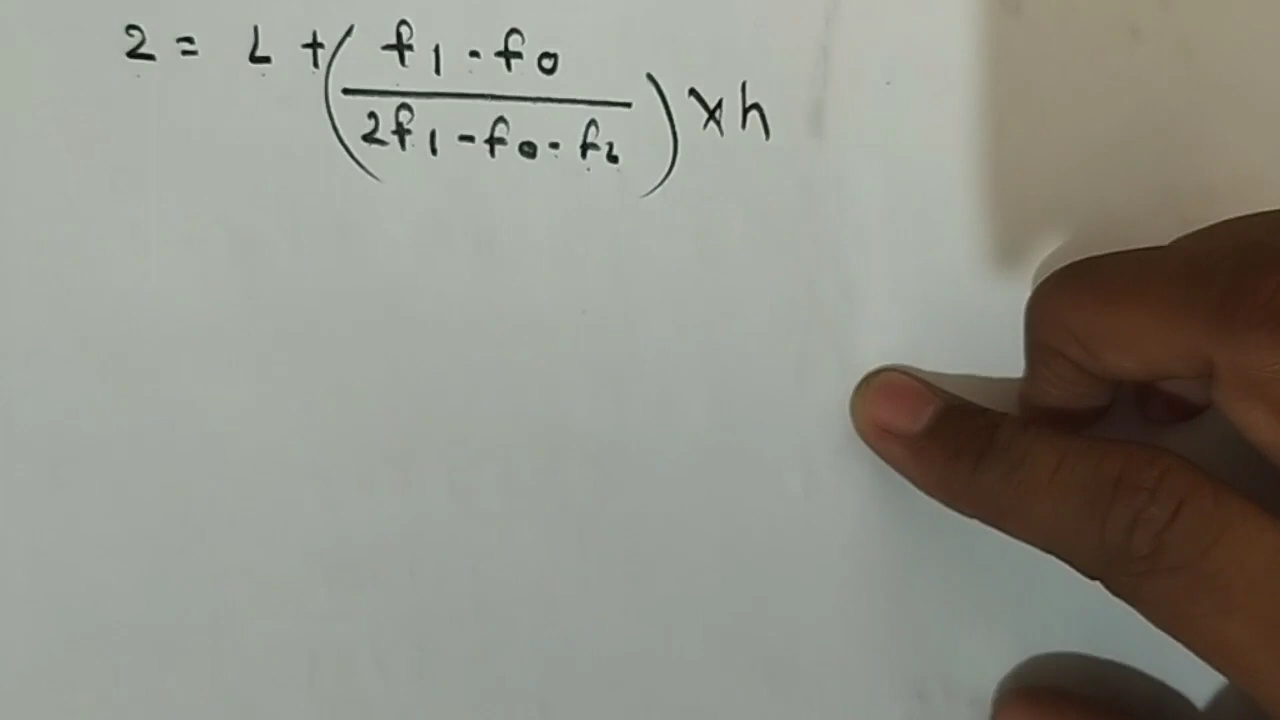 2 = L + ( f1 - f0
2f1 - f0 - f2 ) x h